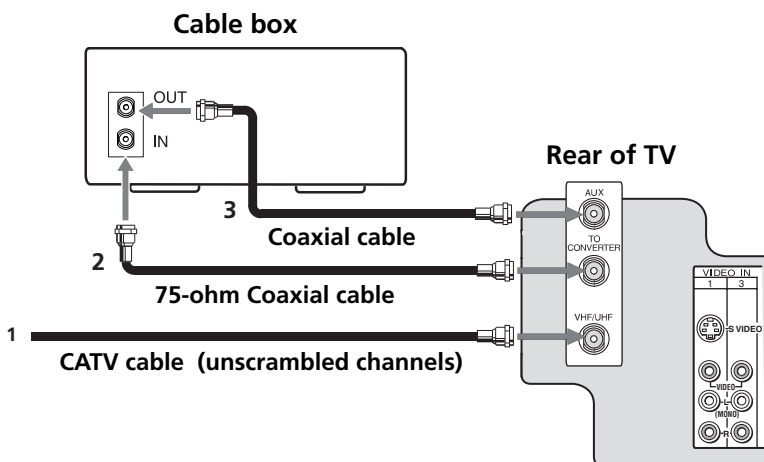 Cable box
OUT
IN
Rear of TV
AUX
3
Coaxial cable
TO
CONVERTER
2
75-ohm Coaxial cable
VIDEO IN
1 3
VHF/UHF
S VIDEO
1
CATV cable (unscrambled channels)
VIDEO
L
(MONO)
R